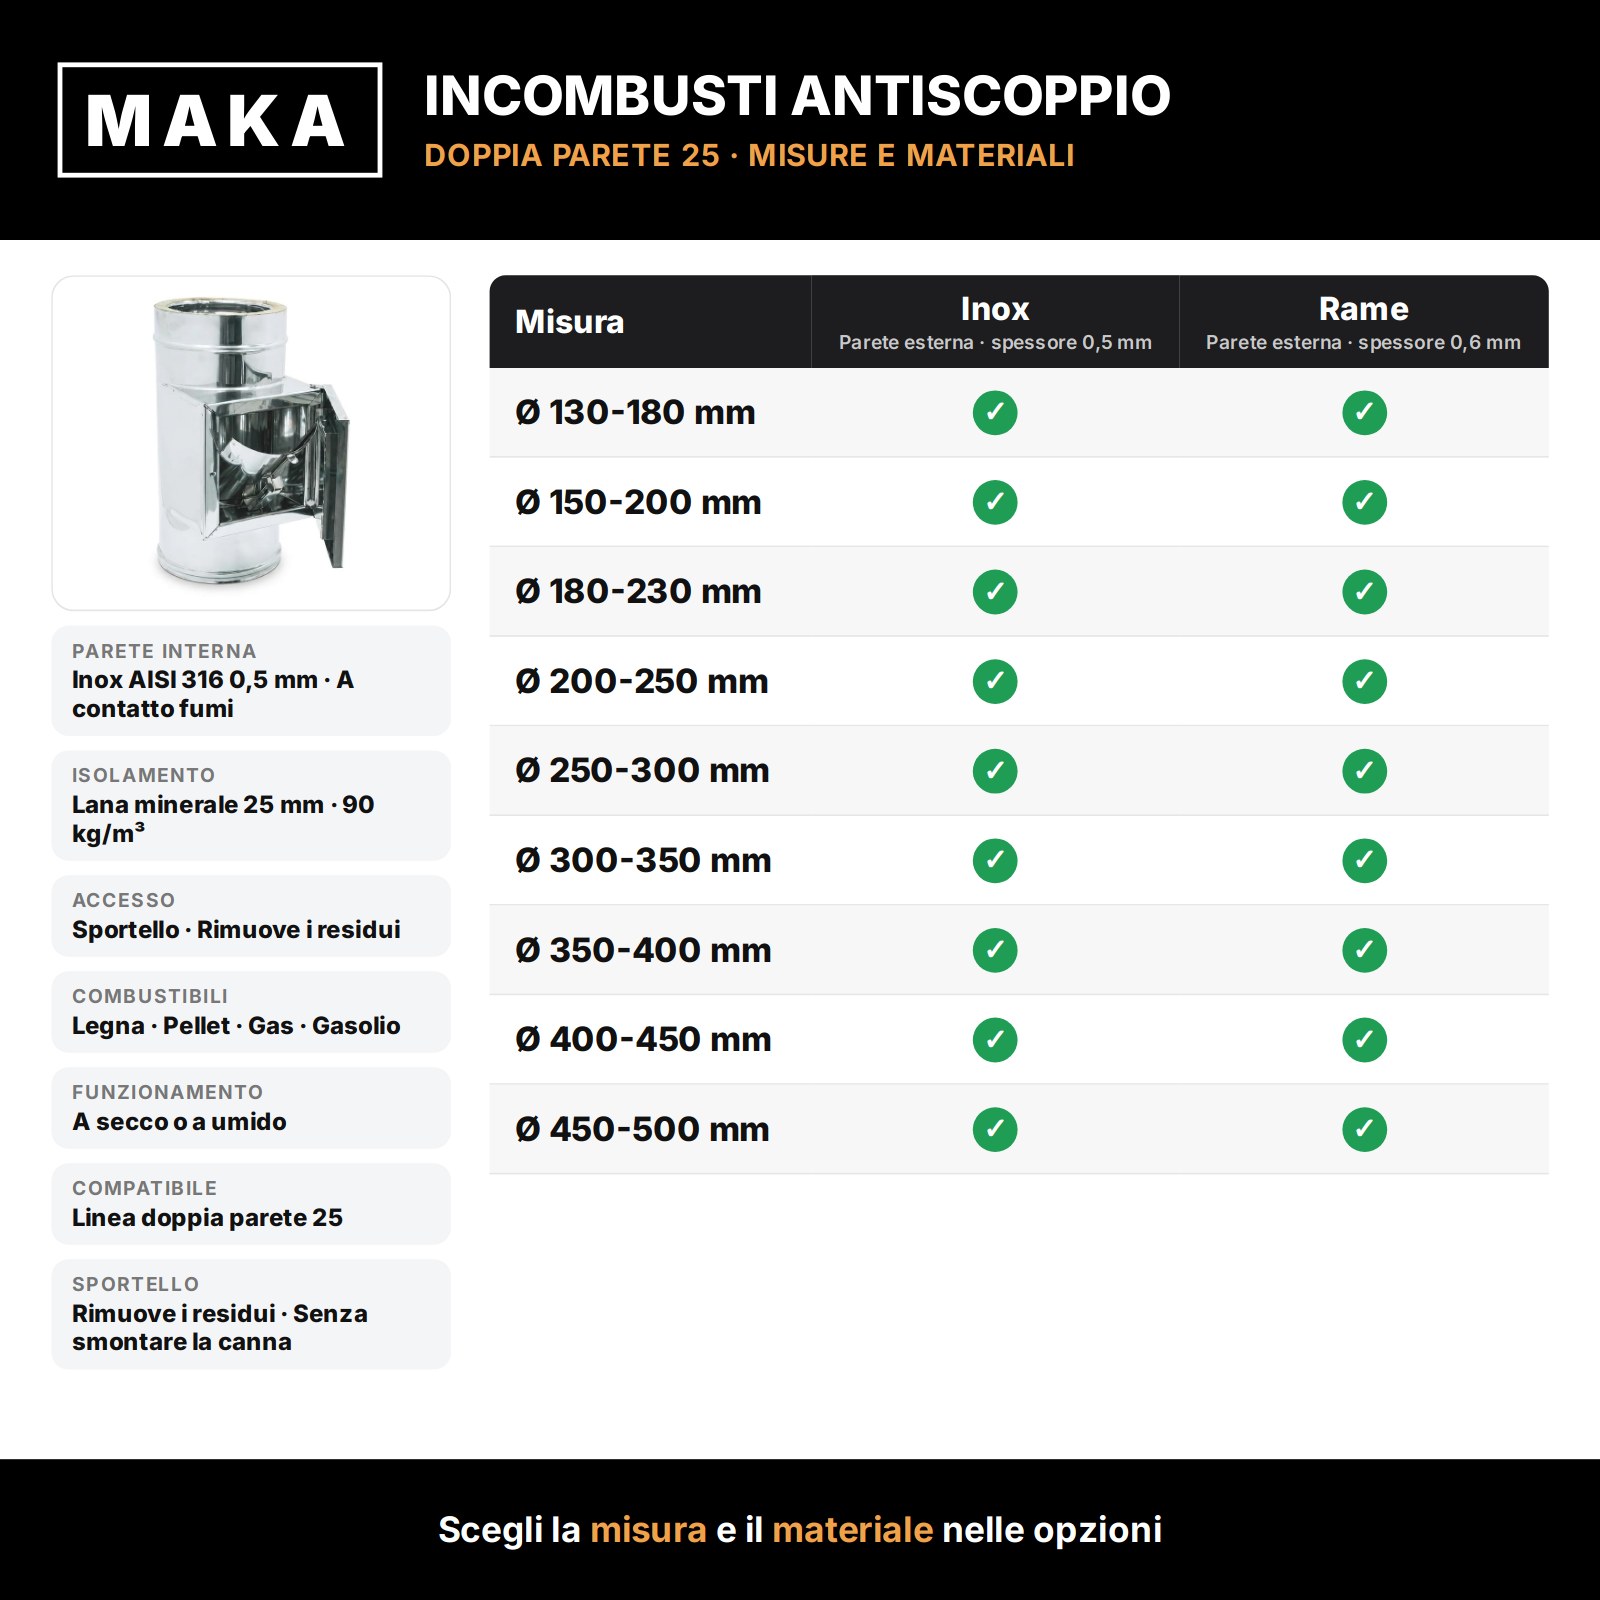 MAKA
INCOMBUSTI ANTISCOPPIO
DOPPIA PARETE 25 · MISURE E MATERIALI
PARETE INTERNA
Inox AISI 316 0,5 mm · A
contatto fumi
ISOLAMENTO
Lana minerale 25 mm · 90
kg/m³
ACCESSO
Sportello · Rimuove i residui
COMBUSTIBILI
Legna · Pellet · Gas · Gasolio
FUNZIONAMENTO
A secco o a umido
COMPATIBILE
Linea doppia parete 25
SPORTELLO
Rimuove i residui · Senza
smontare la canna
Misura
Inox
Parete esterna · spessore 0,5 mm
Rame
Parete esterna · spessore 0,6 mm
Ø 130-180 mm ✓ ✓
Ø 150-200 mm ✓ ✓
Ø 180-230 mm ✓ ✓
Ø 200-250 mm ✓ ✓
Ø 250-300 mm ✓ ✓
Ø 300-350 mm ✓ ✓
Ø 350-400 mm ✓ ✓
Ø 400-450 mm ✓ ✓
Ø 450-500 mm ✓ ✓
Scegli la misura e il materiale nelle opzioni